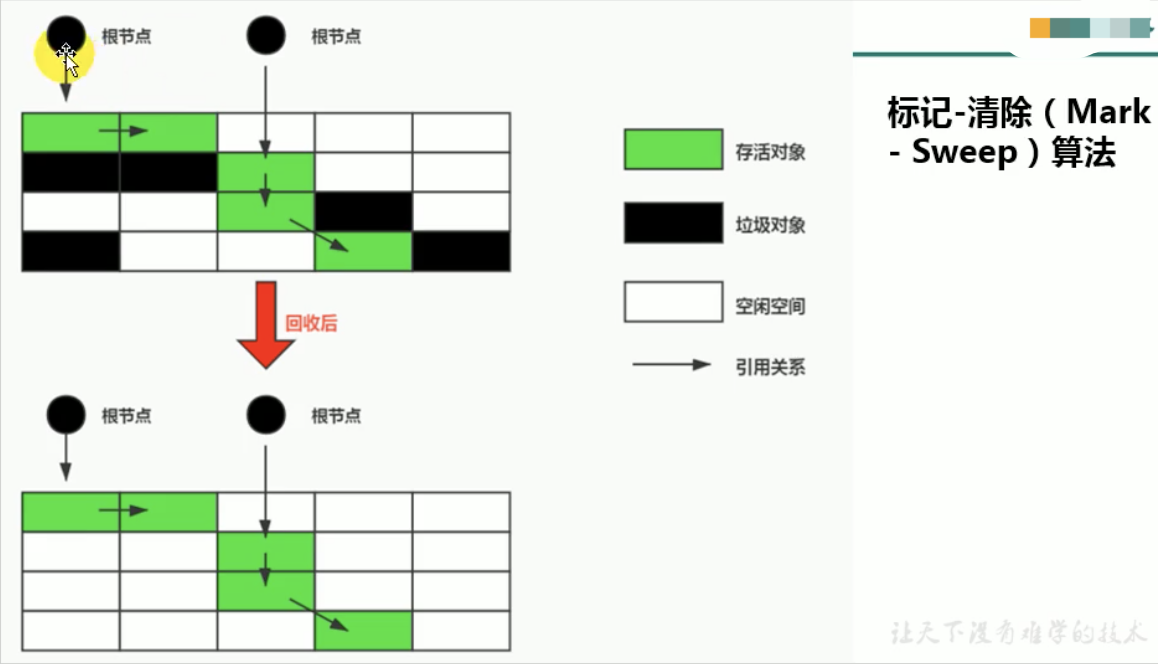 根节点
根节点
标记-清除（Mark
- Sweep）算法
存活对象
垃圾对象
空闲空间
回收后
引用关系
根节点
根节点
让天下没有难学的技术